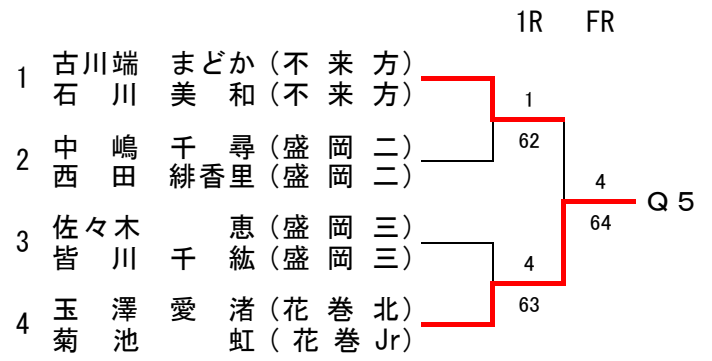 1R FR
1 古川端 まどか (不 来 方)
石 川 美 和 (不 来 方)
1
62
2 中 嶋 千 尋 (盛 岡 二)
西 田 緋香里 (盛 岡 二)
4
64
Q5
3 佐々木 恵 (盛 岡 三)
皆 川 千 紘 (盛 岡 三)
4
63
4 玉 澤 愛 渚 (花 巻 北)
菊 池 虹 ( 花 巻 Jr)